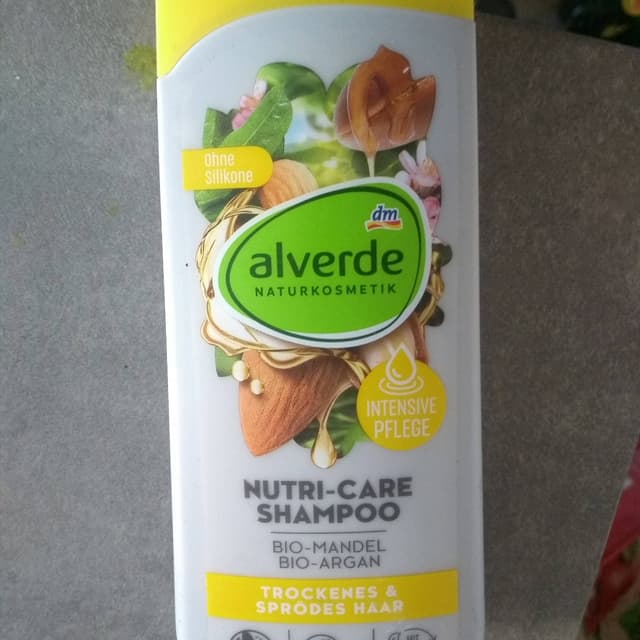 ohne
Silikone
dm
alverde
NATURKOSMETIK
INTENSIVE
PFLEGE
NUTRI-CARE
SHAMPOO
BIO-MANDEL
BIO-ARGAN
TROCKENES &
SPRÖDES HAAR